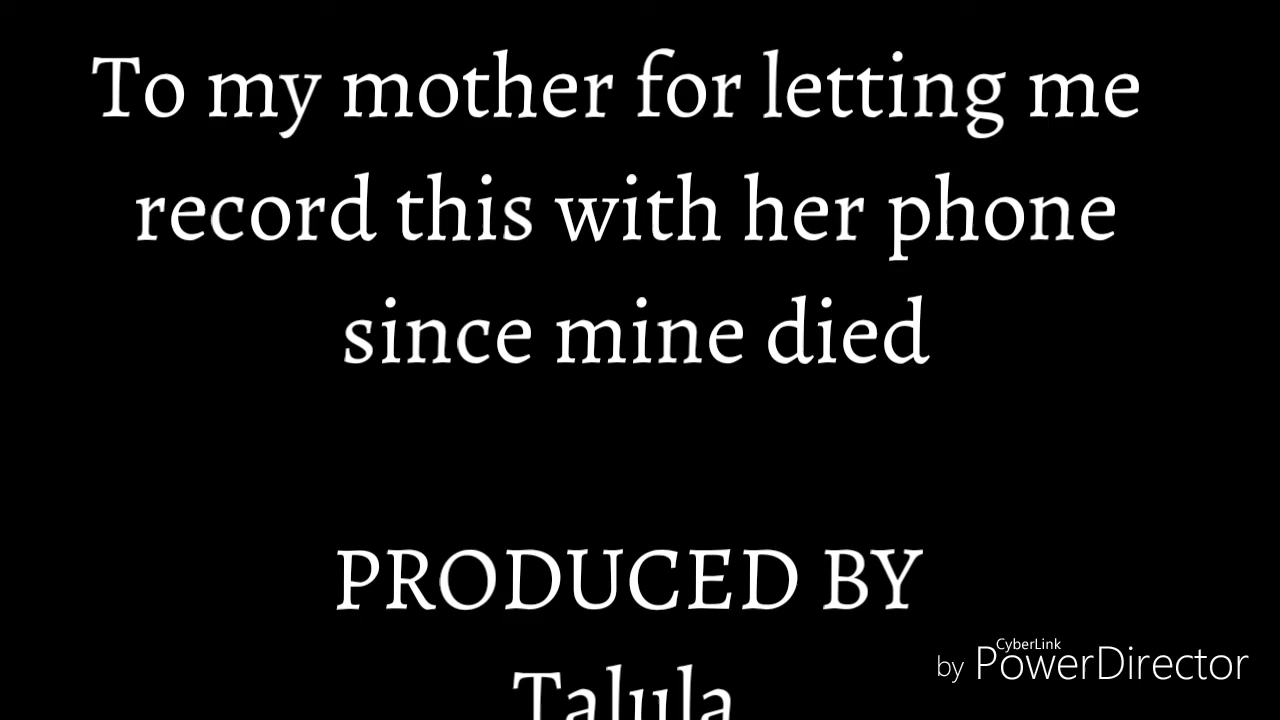 To my mother for letting me
record this with her phone
since mine died
PRODUCED BY
Talula
CyberLink
by PowerDirector